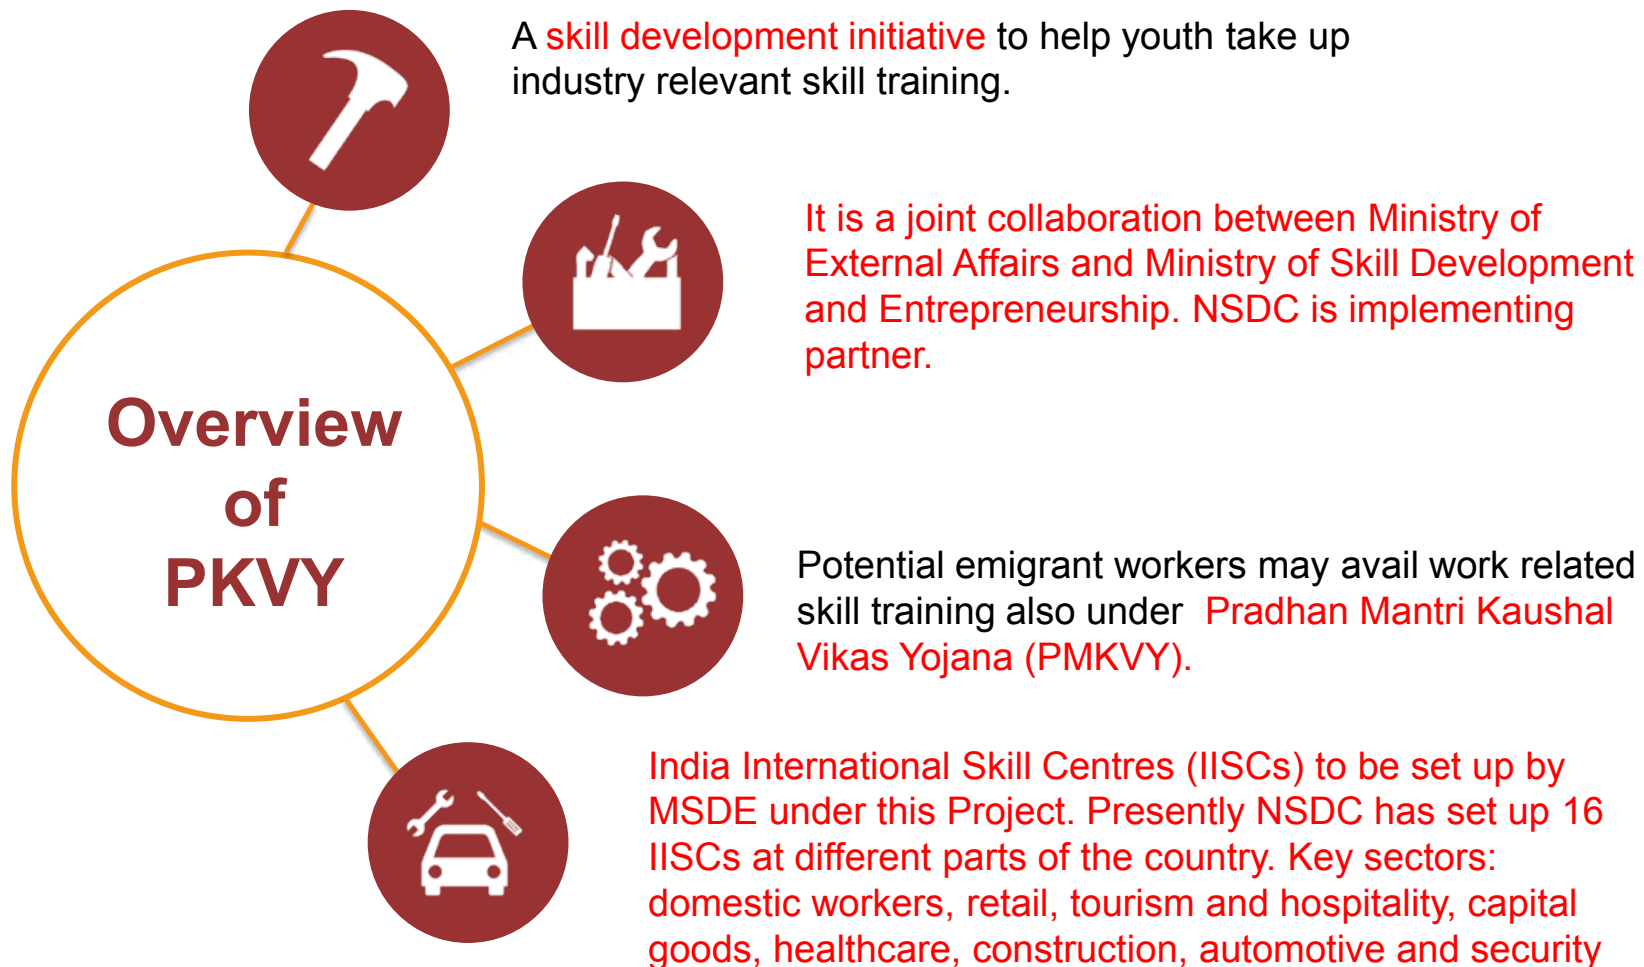 A skill development initiative to help youth take up
industry relevant skill training.
It is a joint collaboration between Ministry of
External Affairs and Ministry of Skill Development
and Entrepreneurship. NSDC is implementing
partner.
Overview
of
PKVY
Potential emigrant workers may avail work related
skill training also under Pradhan Mantri Kaushal
Vikas Yojana (PMKVY).
India International Skill Centres (IISCs) to be set up by
MSDE under this Project. Presently NSDC has set up 16
IISCs at different parts of the country. Key sectors:
domestic workers, retail, tourism and hospitality, capital
goods, healthcare, construction, automotive and security